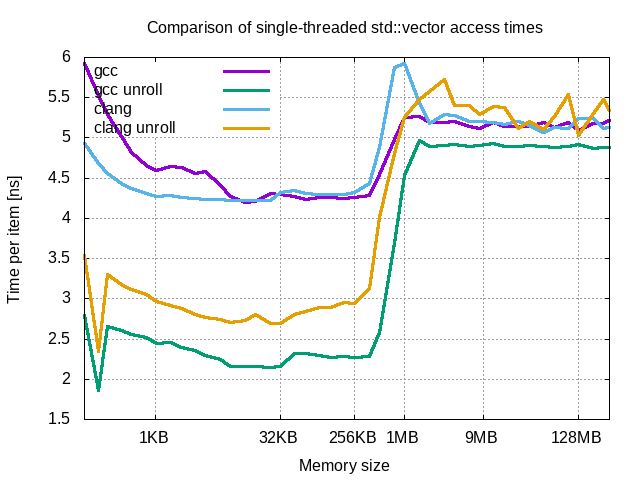 Comparison of single-threaded std::vector access times
6
5.5
5
4.5
4
3.5
3
2.5
2
1.5
Time per item [ns]
gcc
gcc unroll
clang
clang unroll
1KB 32KB 256KB 1MB 9MB 128MB
Memory size